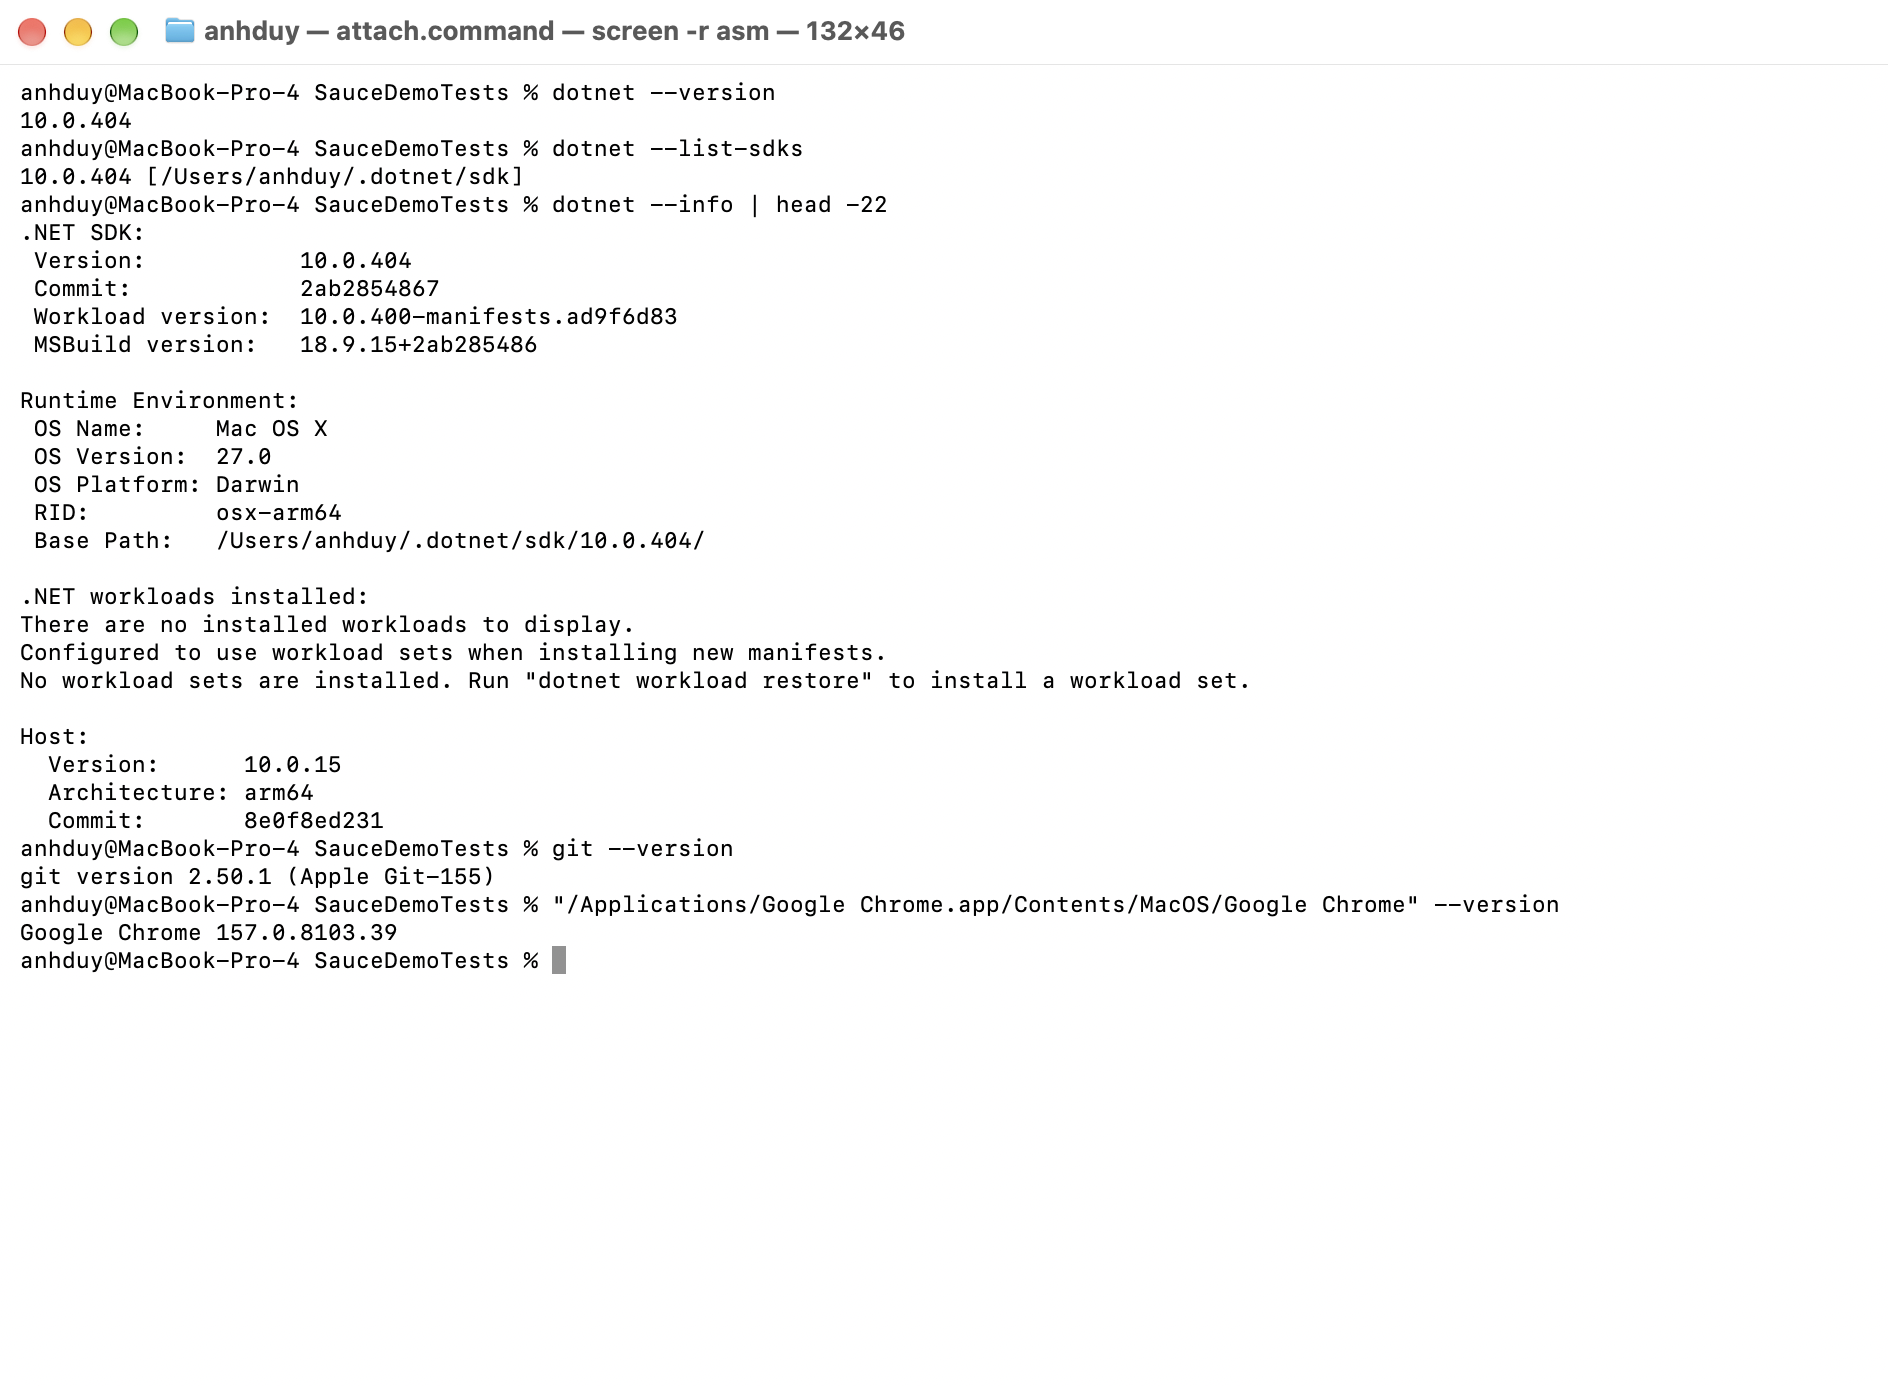 anhduy — attach.command — screen -r asm — 132×46
anhduy@MacBook-Pro-4 SauceDemoTests % dotnet --version
10.0.404
anhduy@MacBook-Pro-4 SauceDemoTests % dotnet --list-sdks
10.0.404 [/Users/anhduy/.dotnet/sdk]
anhduy@MacBook-Pro-4 SauceDemoTests % dotnet --info | head -22
.NET SDK:
 Version:           10.0.404
 Commit:            2ab2854867
 Workload version:  10.0.400-manifests.ad9f6d83
 MSBuild version:   18.9.15+2ab285486

Runtime Environment:
 OS Name:     Mac OS X
 OS Version:  27.0
 OS Platform: Darwin
 RID:         osx-arm64
 Base Path:   /Users/anhduy/.dotnet/sdk/10.0.404/

.NET workloads installed:
There are no installed workloads to display.
Configured to use workload sets when installing new manifests.
No workload sets are installed. Run "dotnet workload restore" to install a workload set.

Host:
  Version:      10.0.15
  Architecture: arm64
  Commit:       8e0f8ed231
anhduy@MacBook-Pro-4 SauceDemoTests % git --version
git version 2.50.1 (Apple Git-155)
anhduy@MacBook-Pro-4 SauceDemoTests % "/Applications/Google Chrome.app/Contents/MacOS/Google Chrome" --version
Google Chrome 157.0.8103.39
anhduy@MacBook-Pro-4 SauceDemoTests %